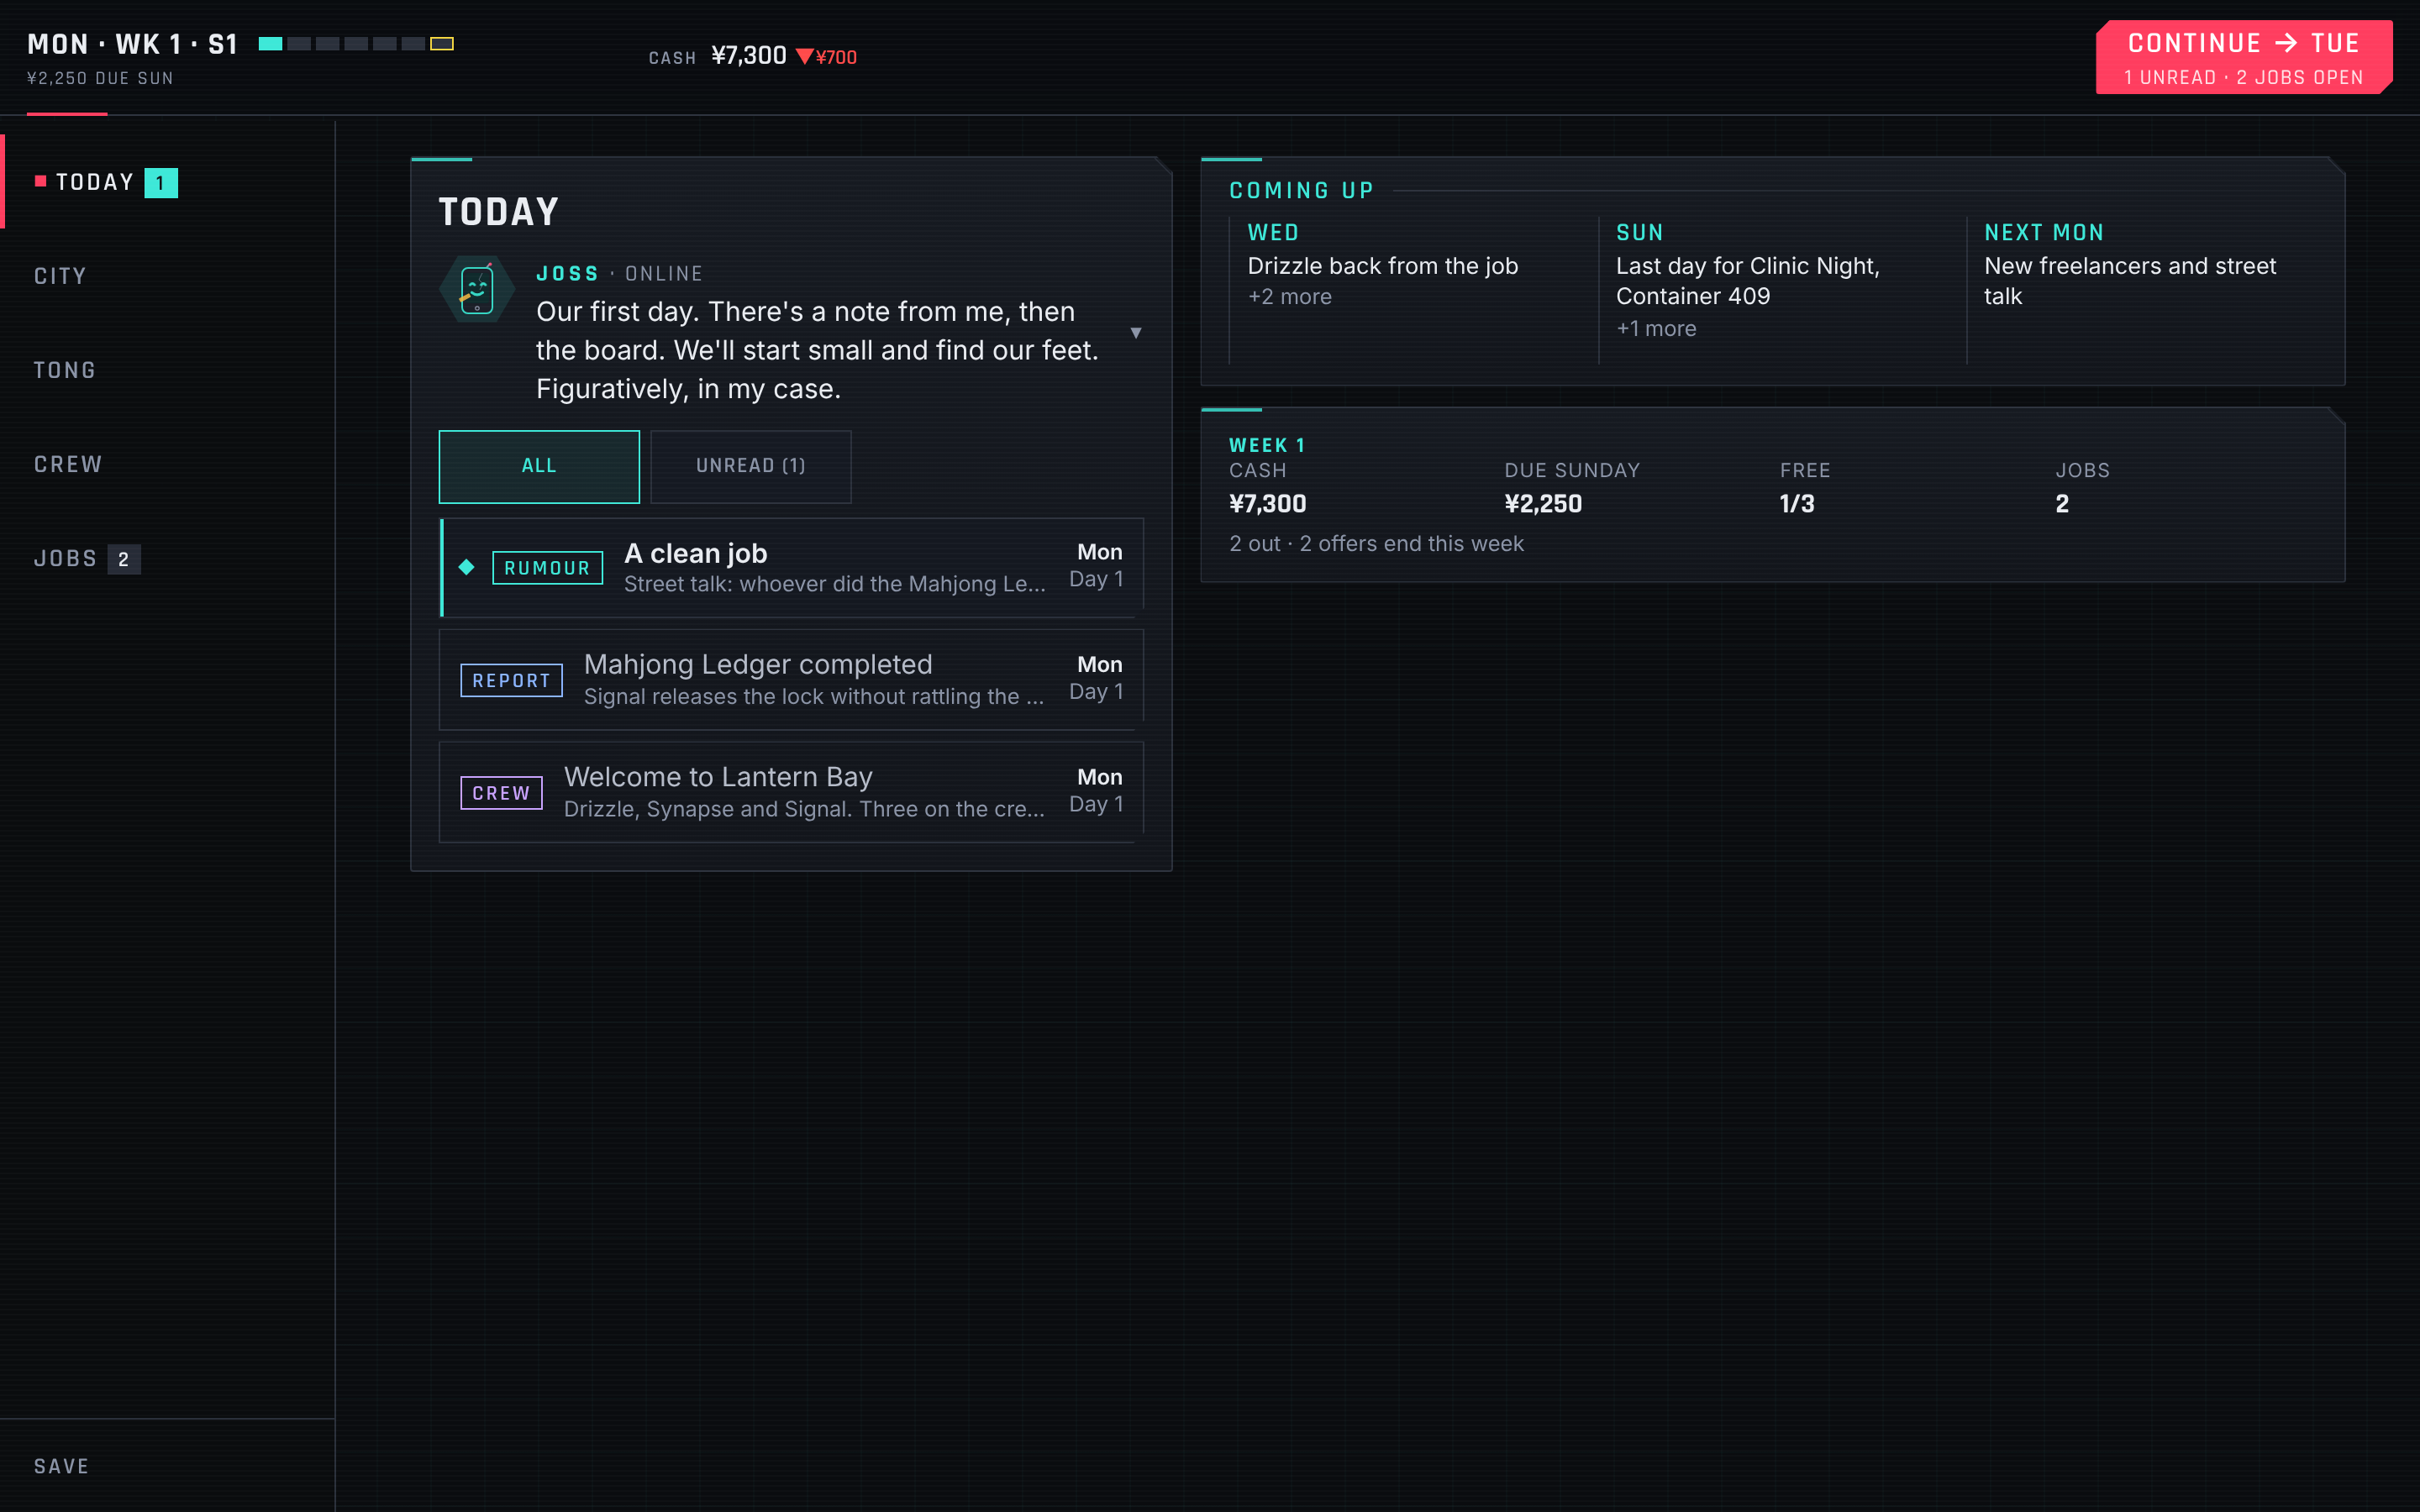 MON · WK 1 · S1
¥2,250 DUE SUN
CASH ¥7,300 ▼¥700
CONTINUE → TUE
1 UNREAD · 2 JOBS OPEN
TODAY 1
CITY
TONG
CREW
JOBS 2
SAVE
TODAY
JOSS · ONLINE
Our first day. There's a note from me, then
the board. We'll start small and find our feet.
Figuratively, in my case.
▼
ALL
UNREAD (1)
RUMOUR
A clean job
Street talk: whoever did the Mahjong Le...
Mon
Day 1
REPORT
Mahjong Ledger completed
Signal releases the lock without rattling the ...
Mon
Day 1
CREW
Welcome to Lantern Bay
Drizzle, Synapse and Signal. Three on the cre...
Mon
Day 1
COMING UP
WED
Drizzle back from the job
+2 more
SUN
Last day for Clinic Night,
Container 409
+1 more
NEXT MON
New freelancers and street
talk
WEEK 1
CASH
¥7,300
DUE SUNDAY
¥2,250
FREE
1/3
JOBS
2
2 out · 2 offers end this week